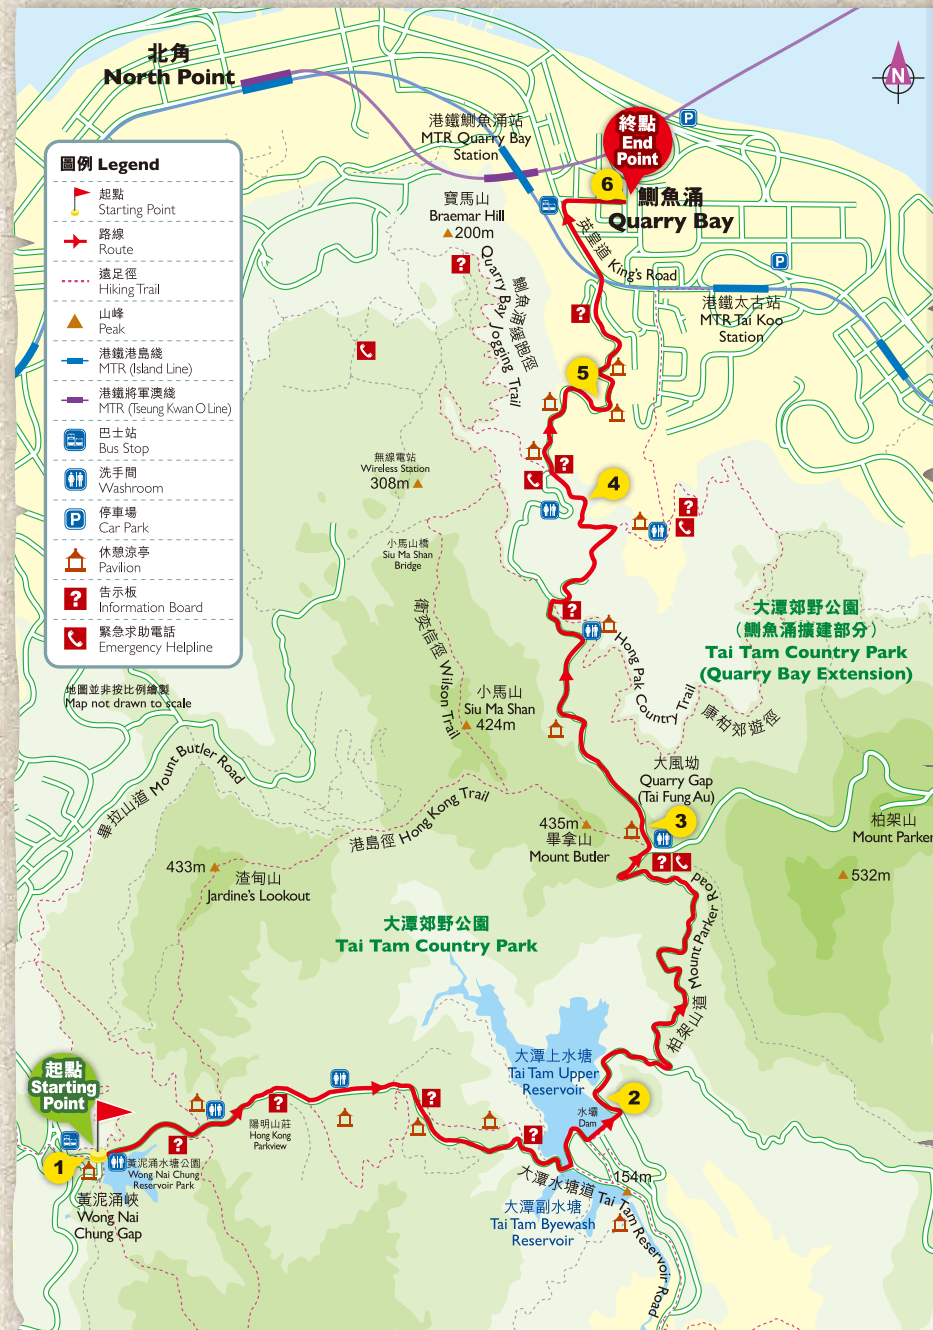 北角
North Point
N
P
港鐵鰂魚涌站
MTR Quarry Bay
Station
終點
End
Point
6
鰂魚涌
Quarry Bay
圖例 Legend
起點
Starting Point
路線
Route
遠足徑
Hiking Trail
山峰
Peak
港鐵港島綫
MTR (Island Line)
港鐵將軍澳綫
MTR (Tseung Kwan O Line)
巴士站
Bus Stop
洗手間
Washroom
P
停車場
Car Park
休憩涼亭
Pavilion
?
告示板
Information Board
緊急求助電話
Emergency Helpline
地圖並非按比例繪製
Map not drawn to scale
寶馬山
Braemar Hill
200m
?
英皇道 King's Road
P
港鐵太古站
MTR Tai Koo
Station
鰂魚涌緩跑徑
Quarry Bay Jogging Trail
?
5
無線電站
Wireless Station
308m
?
4
?
小馬山橋
Siu Ma Shan
Bridge
衛奕信徑 Wilson Trail
?
大潭郊野公園
（鰂魚涌擴建部分）
Tai Tam Country Park
(Quarry Bay Extension)
Hong Pak Country Trail
康柏郊遊徑
小馬山
Siu Ma Shan
424m
畢拉山道 Mount Butler Road
大風坳
Quarry Gap
(Tai Fung Au)
港島徑 Hong Kong Trail
435m
畢拿山
Mount Butler
3
柏架山
Mount Parker
532m
?
433m
渣甸山
Jardine's Lookout
大潭郊野公園
Tai Tam Country Park
柏架山道 Mount Parker Road
起點
Starting
Point
大潭上水塘
Tai Tam Upper
Reservoir
2
水壩
Dam
?
?
陽明山莊
Hong Kong
Parkview
?
?
1
黃泥涌水塘公園
Wong Nai Chung
Reservoir Park
黃泥涌峽
Wong Nai
Chung Gap
154m
大潭水塘道 Tai Tam Reservoir Road
大潭副水塘
Tai Tam Byewash
Reservoir